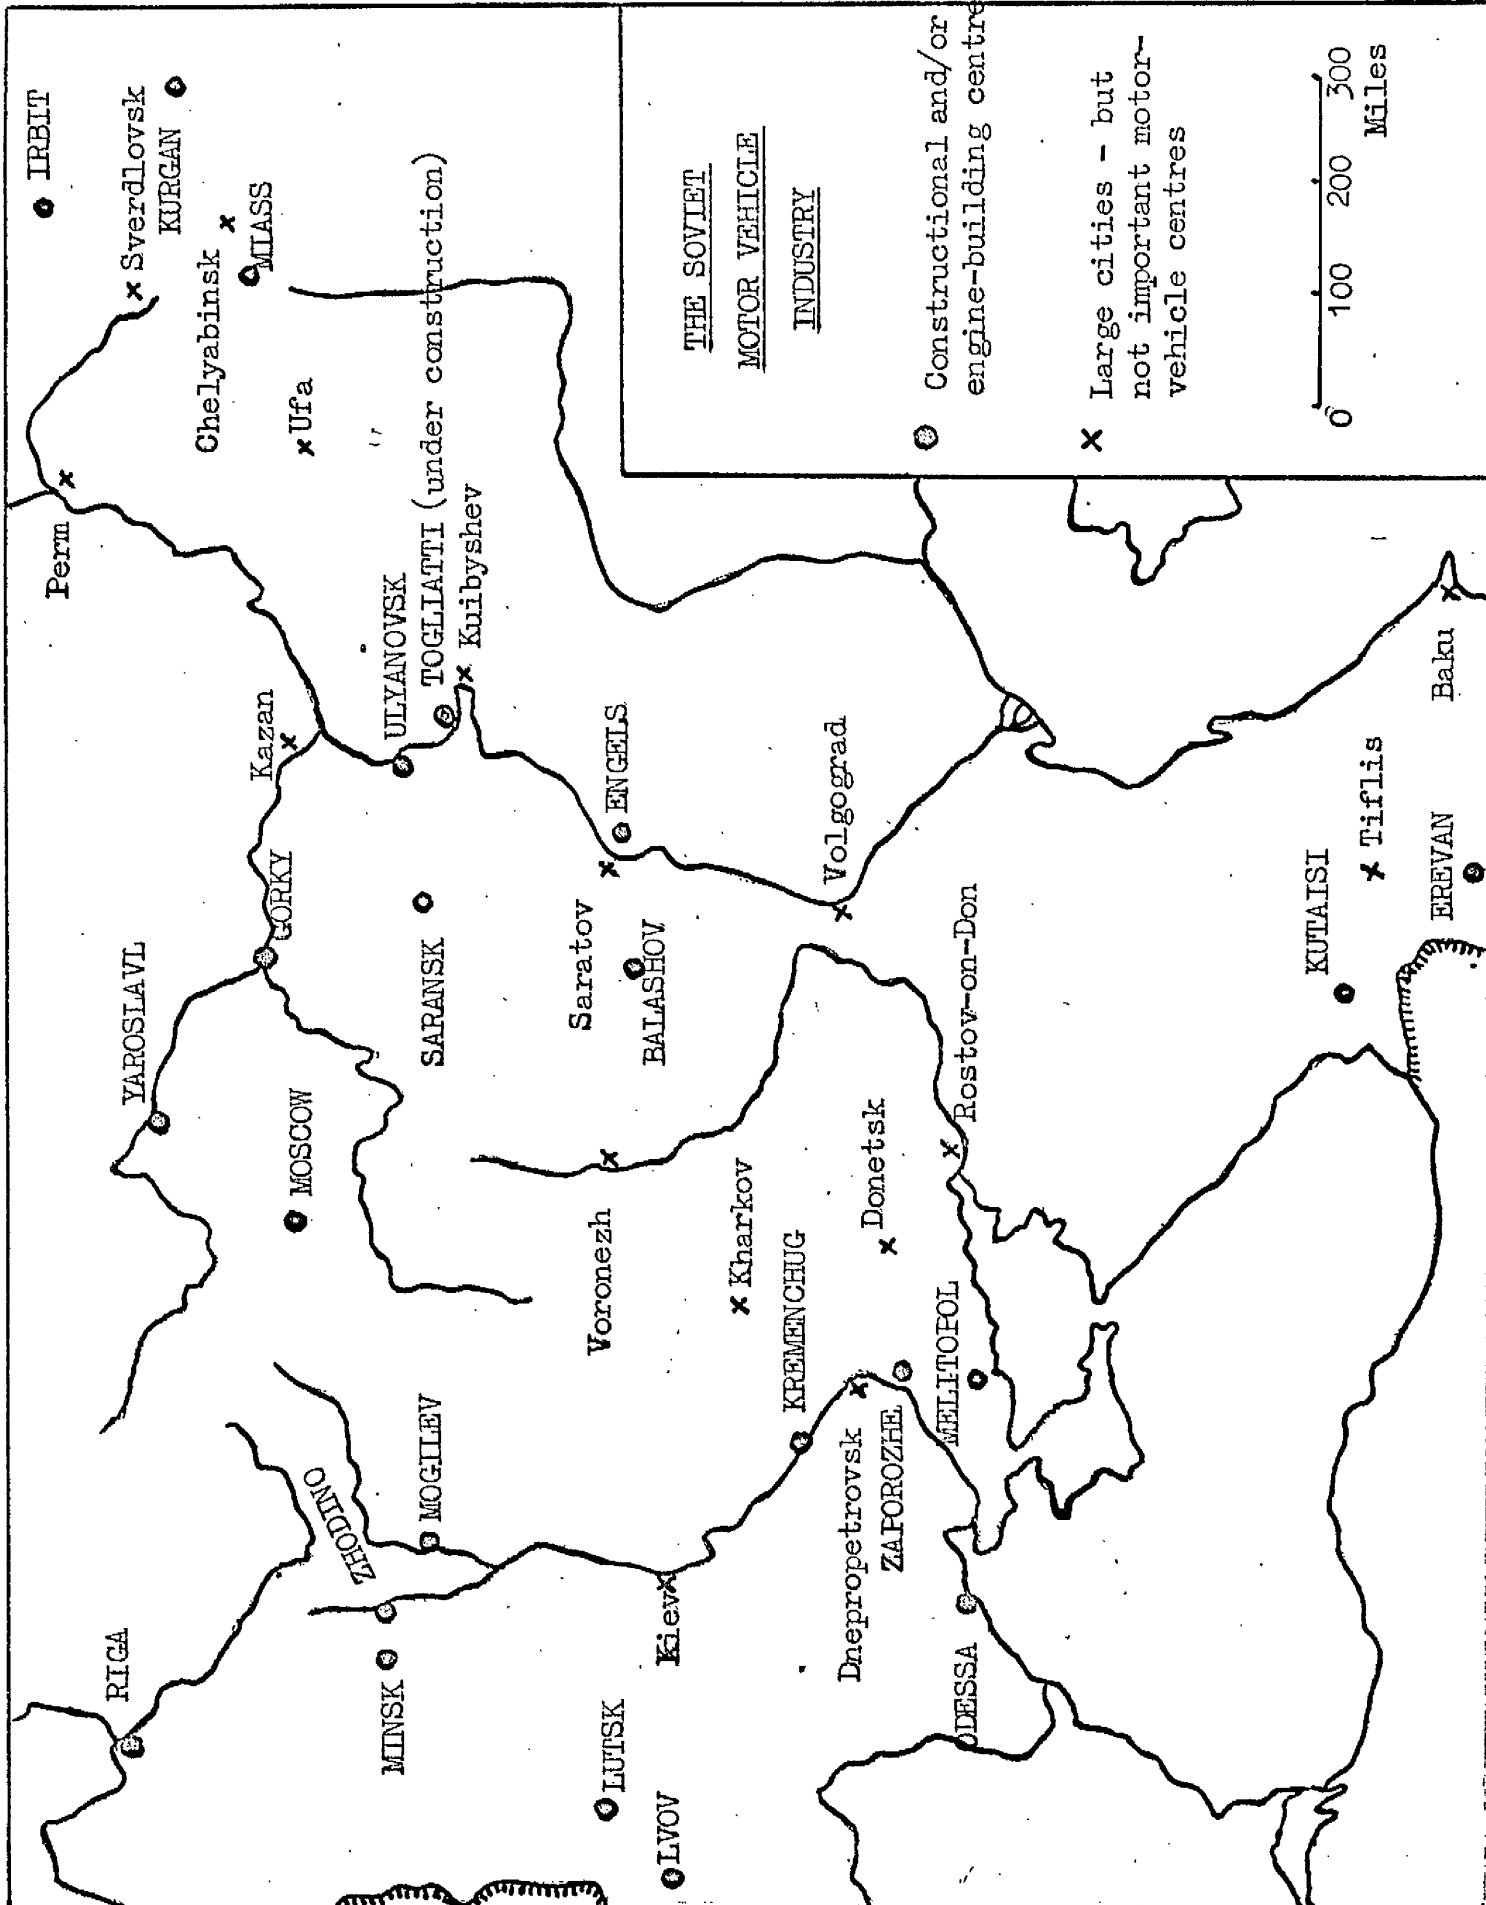 IRBIT
Sverdlovsk
KURGAN
Perm
Chelyabinsk
MIASS
Ufa
Kazan
ULYANOVSK
TOGLIATTI (under construction)
Kuibyshev
YAROSLAVL
GORKY
MOSCOW
SARANSK
Saratov
ENGELS
BALASHOV
Volgograd
RIGA
ZHODINO
MINSK
MOGILEV
Voronezh
Kharkov
KREMENCHUG
Donetsk
Rostov-on-Don
LUTSK
LVOV
Kiev
Dnepropetrovsk
ZAPOROZHE
MELITOPOL
ODESSA
KUTAISI
Tiflis
EREVAN
Baku
THE SOVIET
MOTOR VEHICLE
INDUSTRY
Constructional and/or
engine-building centre
Large cities - but
not important motor-
vehicle centres
0 100 200 300
Miles